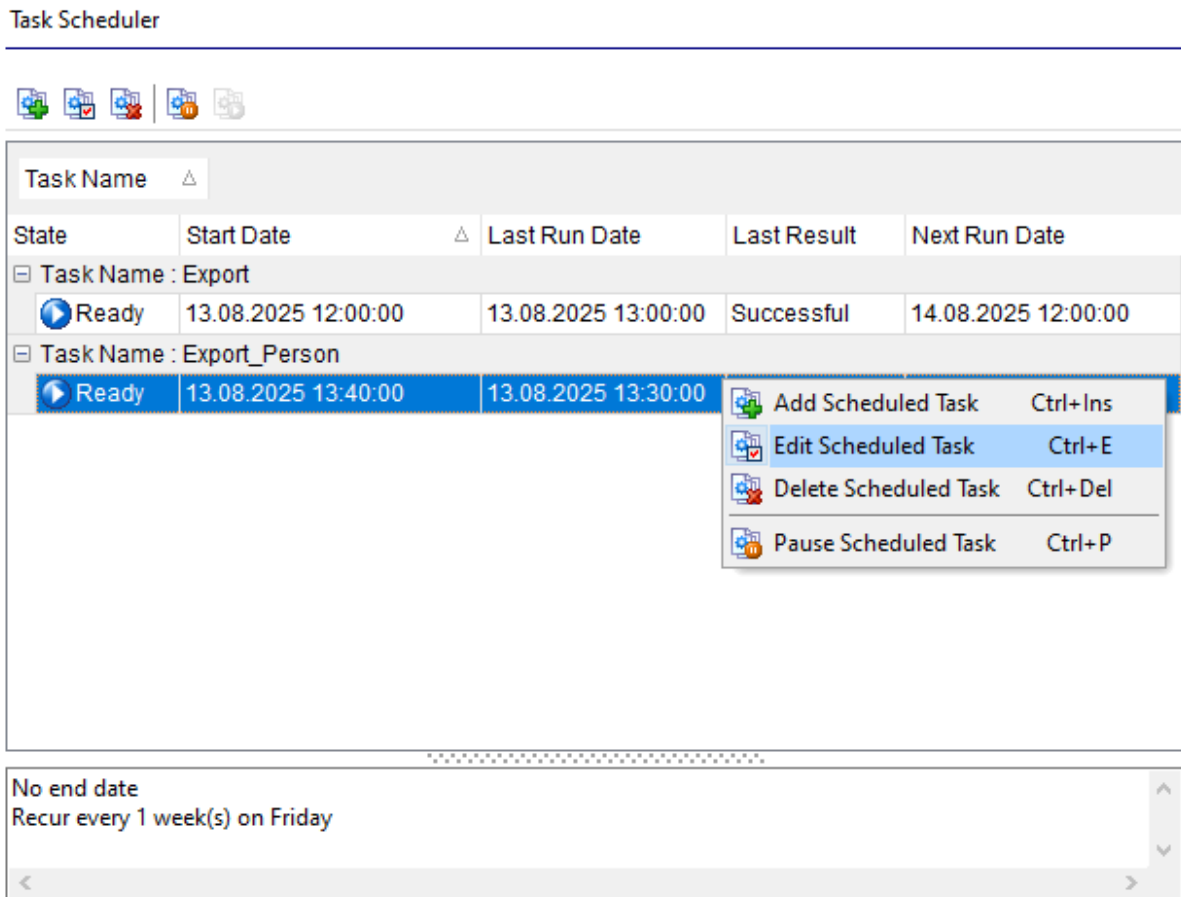 Task Scheduler
Task Name
State Start Date Last Run Date Last Result Next Run Date
Task Name : Export
Ready 13.08.2025 12:00:00 13.08.2025 13:00:00 Successful 14.08.2025 12:00:00
Task Name : Export_Person
Ready 13.08.2025 13:40:00 13.08.2025 13:30:00
Add Scheduled Task Ctrl+Ins
Edit Scheduled Task Ctrl+E
Delete Scheduled Task Ctrl+Del
Pause Scheduled Task Ctrl+P
No end date
Recur every 1 week(s) on Friday